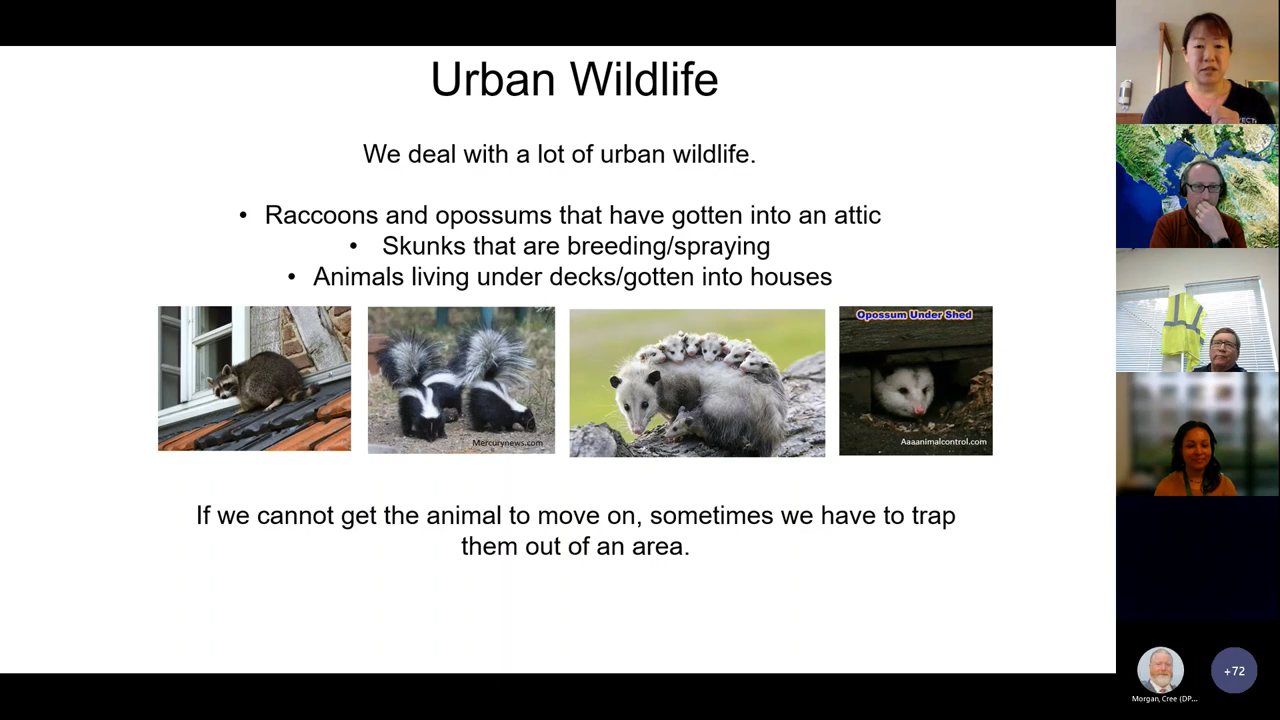 Urban Wildlife
We deal with a lot of urban wildlife.
• Raccoons and opossums that have gotten into an attic
• Skunks that are breeding/spraying
• Animals living under decks/gotten into houses
Opossum Under Shed
Mercurynews.com
Aaaanimalcontrol.com
If we cannot get the animal to move on, sometimes we have to trap
them out of an area.
Morgan, Cree (DP...
+72